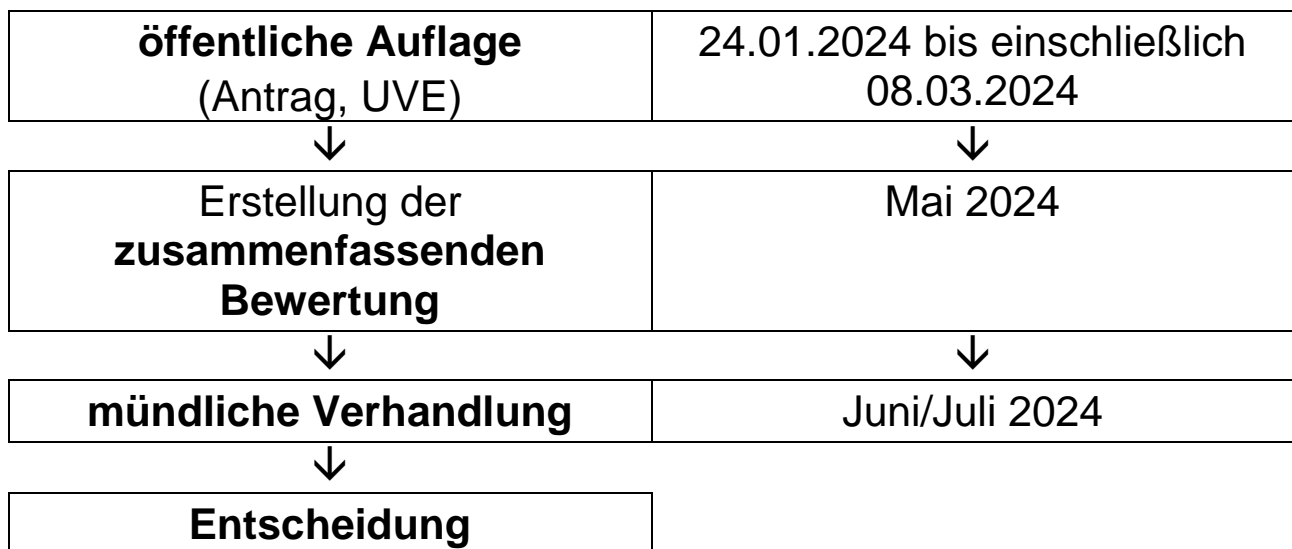 öffentliche Auflage
(Antrag, UVE)
24.01.2024 bis einschließlich
08.03.2024
↓ ↓
Erstellung der
zusammenfassenden
Bewertung
Mai 2024
↓ ↓
mündliche Verhandlung
Juni/Juli 2024
↓
Entscheidung